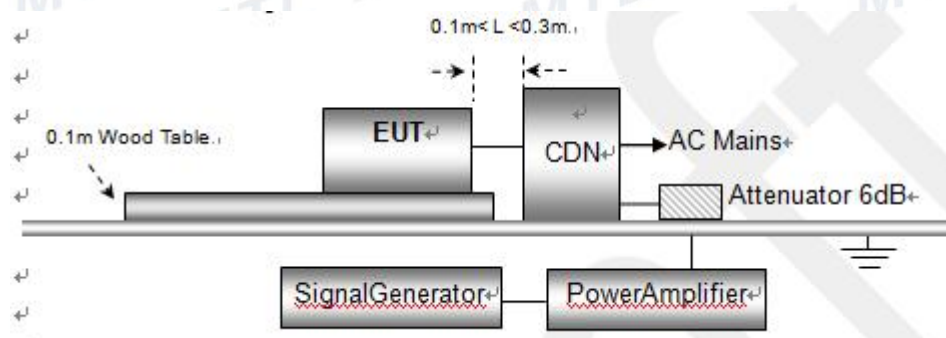 0.1m< L <0.3m.
0.1m Wood Table.
EUT
CDN
AC Mains
Attenuator 6dB
SignalGenerator
PowerAmplifier